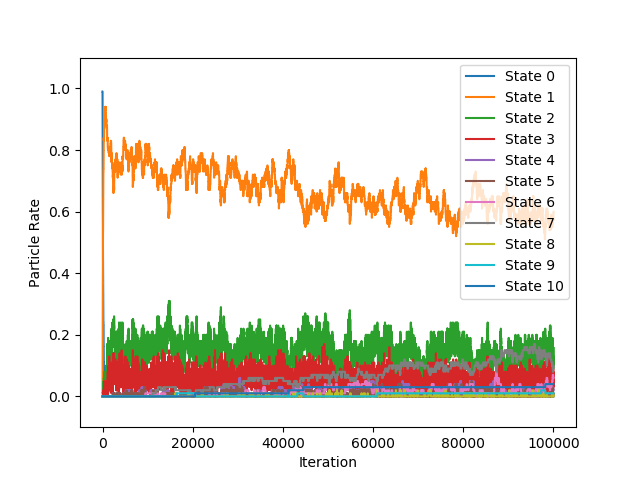 1.0
0.8
0.6
0.4
0.2
0.0
Particle Rate
0
20000
40000
60000
80000
100000
Iteration
State 0
State 1
State 2
State 3
State 4
State 5
State 6
State 7
State 8
State 9
State 10